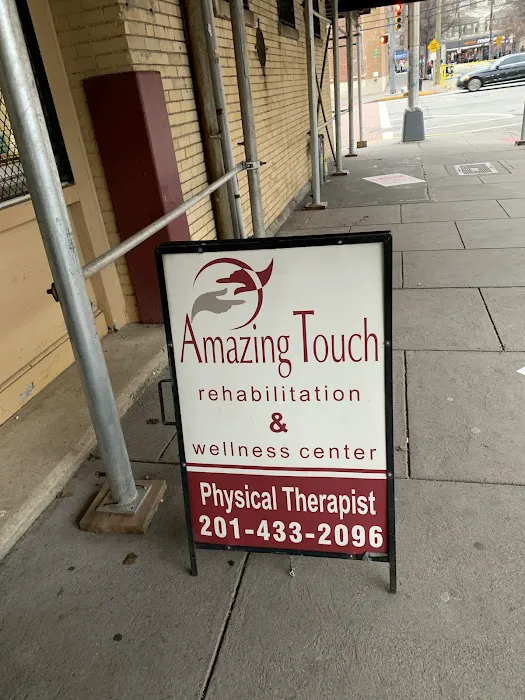 Amazing Touch
rehabilitation
&
wellness center
Physical Therapist
201-433-2096